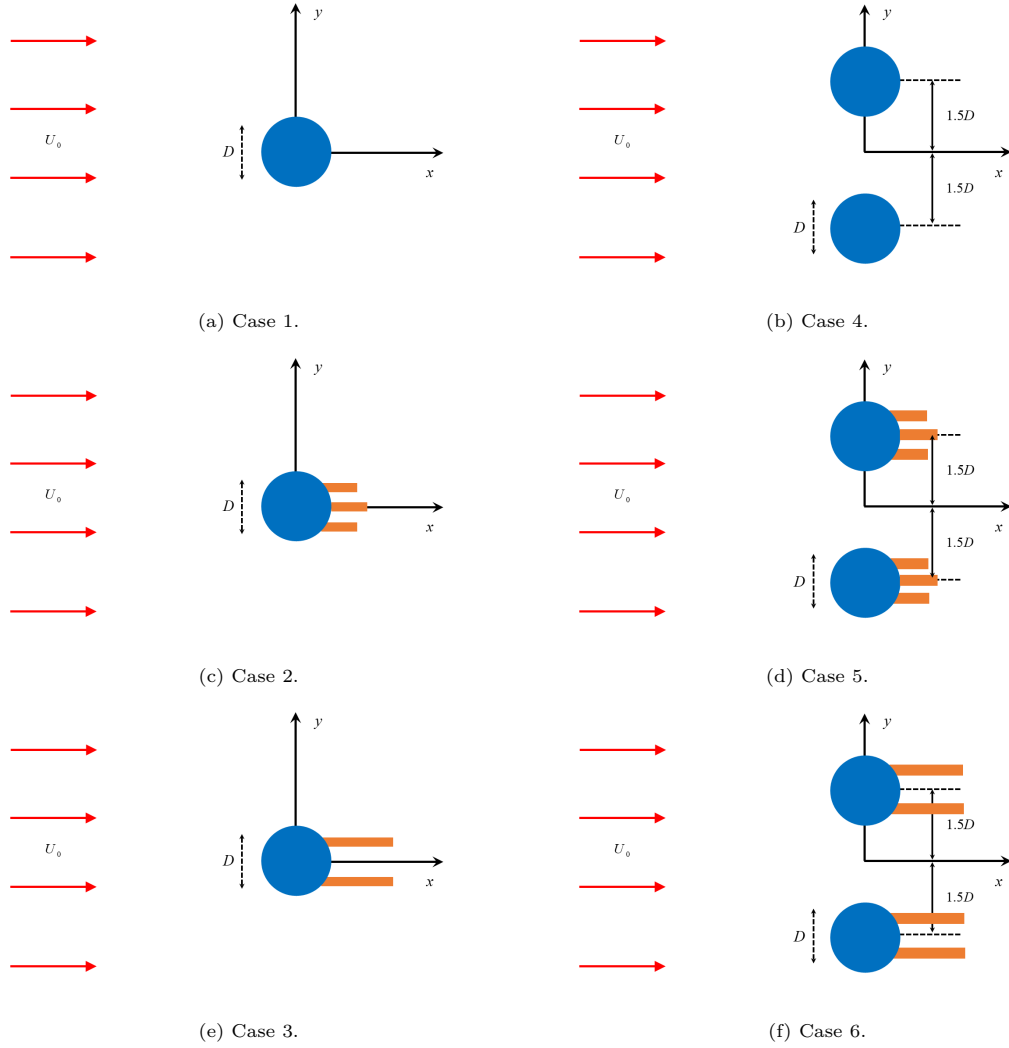 y
U₀
D
x
(a) Case 1.
y
1.5D
U₀
x
1.5D
D
(b) Case 4.
y
U₀
D
x
(c) Case 2.
y
1.5D
U₀
x
1.5D
D
(d) Case 5.
y
U₀
D
x
(e) Case 3.
y
1.5D
U₀
x
1.5D
D
(f) Case 6.